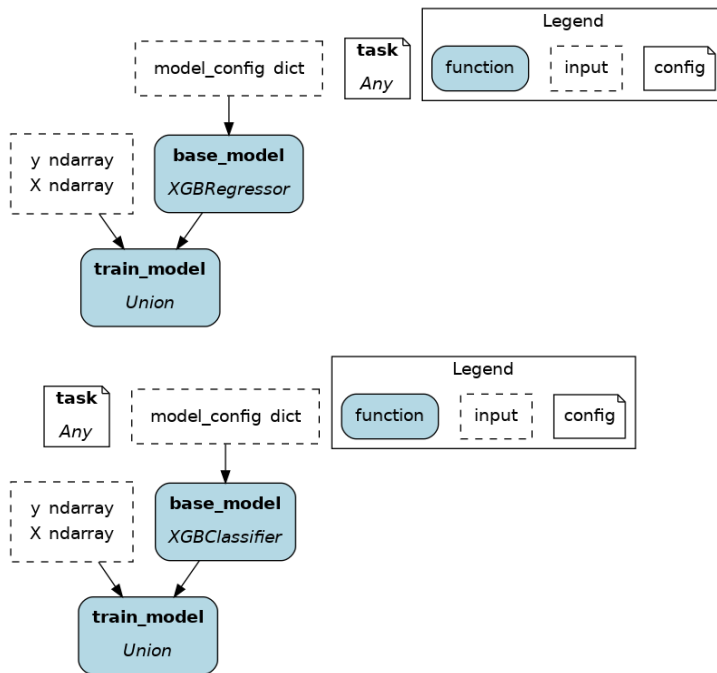 Legend
task
model_config dict
function
input
config
Any
y ndarray
X ndarray
base_model
XGBRegressor
train_model
Union
Legend
task
model_config dict
function
input
config
Any
y ndarray
X ndarray
base_model
XGBClassifier
train_model
Union